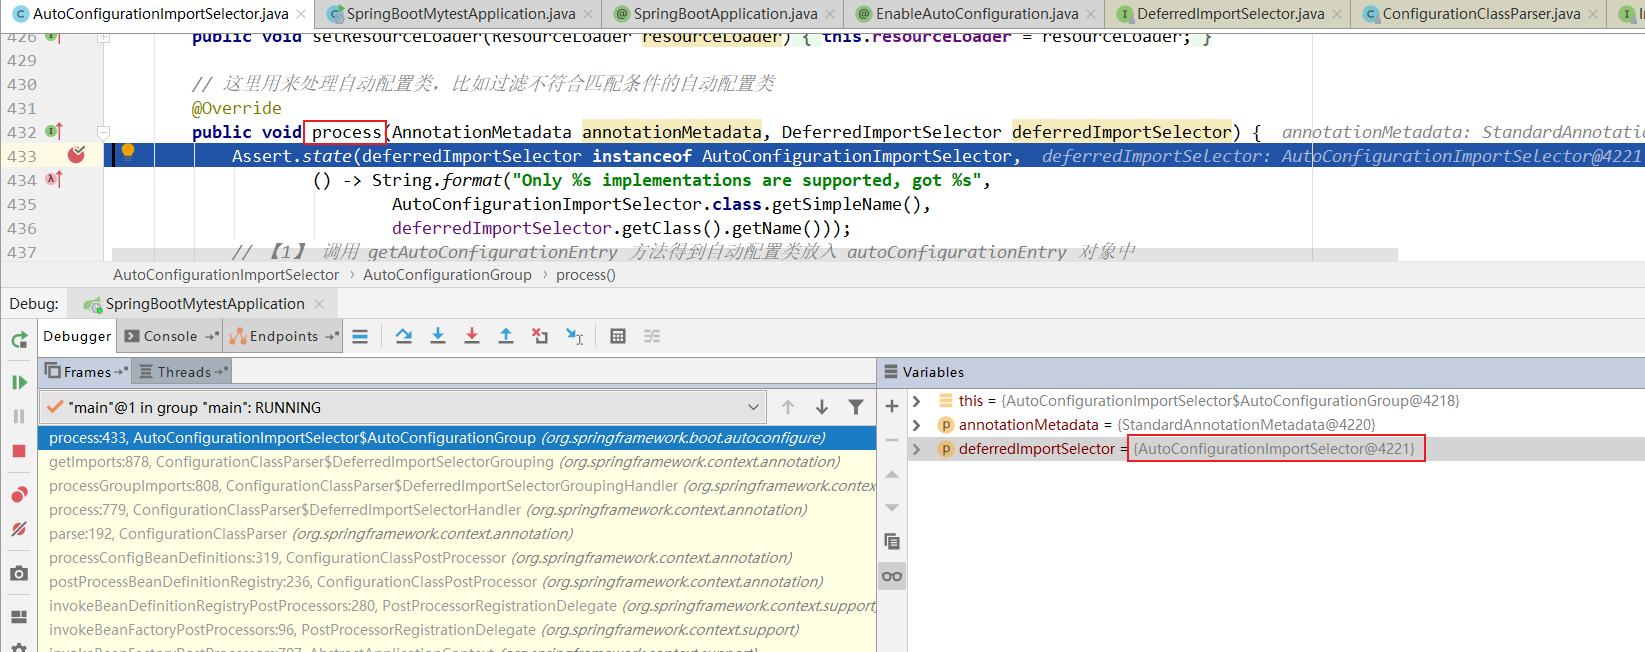 AutoConfigurationImportSelector.java SpringBootMytestApplication.java SpringBootApplication.java EnableAutoConfiguration.java DeferredImportSelector.java ConfigurationClassParser.java
426 public void setResourceLoader(ResourceLoader resourceLoader) { this.resourceLoader = resourceLoader; }
429
430 // 这里用来处理自动配置类，比如过滤不符合匹配条件的自动配置类
431 @Override
432 public void process(AnnotationMetadata annotationMetadata, DeferredImportSelector deferredImportSelector) { annotationMetadata: StandardAnnotatio
433 Assert.state(deferredImportSelector instanceof AutoConfigurationImportSelector, deferredImportSelector: AutoConfigurationImportSelector@4221
434 () -> String.format("Only %s implementations are supported, got %s",
435 AutoConfigurationImportSelector.class.getSimpleName(),
436 deferredImportSelector.getClass().getName()));
437 // 【1】 调用 getAutoConfigurationEntry 方法得到自动配置类放入 autoConfigurationEntry 对象中
AutoConfigurationImportSelector › AutoConfigurationGroup › process()
Debug: SpringBootMytestApplication
Debugger Console Endpoints
Frames Threads
Variables
"main"@1 in group "main": RUNNING
process:433, AutoConfigurationImportSelector$AutoConfigurationGroup (org.springframework.boot.autoconfigure)
getImports:878, ConfigurationClassParser$DeferredImportSelectorGrouping (org.springframework.context.annotation)
processGroupImports:808, ConfigurationClassParser$DeferredImportSelectorGroupingHandler (org.springframework.contex
process:779, ConfigurationClassParser$DeferredImportSelectorHandler (org.springframework.context.annotation)
parse:192, ConfigurationClassParser (org.springframework.context.annotation)
processConfigBeanDefinitions:319, ConfigurationClassPostProcessor (org.springframework.context.annotation)
postProcessBeanDefinitionRegistry:236, ConfigurationClassPostProcessor (org.springframework.context.annotation)
invokeBeanDefinitionRegistryPostProcessors:280, PostProcessorRegistrationDelegate (org.springframework.context.support)
invokeBeanFactoryPostProcessors:96, PostProcessorRegistrationDelegate (org.springframework.context.support)
invokeBeanFactoryPostProcessors:707, AbstractApplicationContext (org.springframework.context.support)
this = {AutoConfigurationImportSelector$AutoConfigurationGroup@4218}
annotationMetadata = {StandardAnnotationMetadata@4220}
deferredImportSelector = {AutoConfigurationImportSelector@4221}